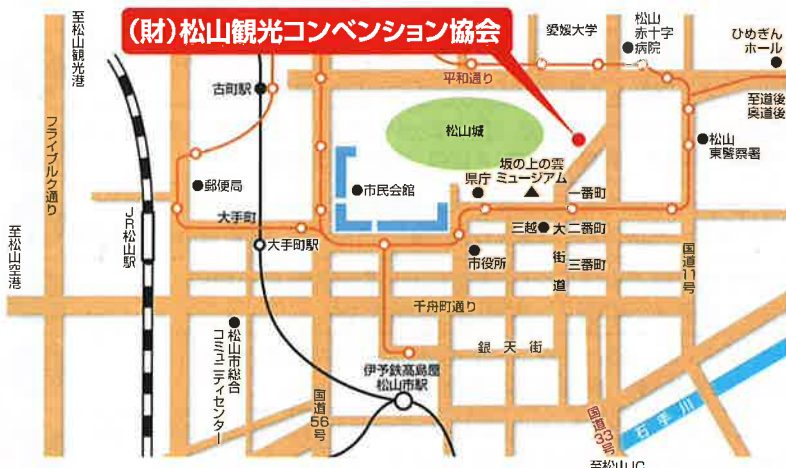 (財)松山観光コンベンション協会
至松山観光港
愛媛大学
松山
赤十字
病院
ひめぎん
ホール
平和通り
古町駅
至道後
奥道後
フライブルク通り
松山城
松山
東警察署
坂の上の雲
ミュージアム
県庁
郵便局
市民会館
一番町
大手町
JR松山駅
三越
大街道
二番町
至松山空港
大手町駅
市役所
三番町
国道11号
千舟町通り
松山市総合
コミュニティセンター
銀天街
伊予鉄高島屋
松山市駅
国道56号
国道33号
石手川
至松山IC